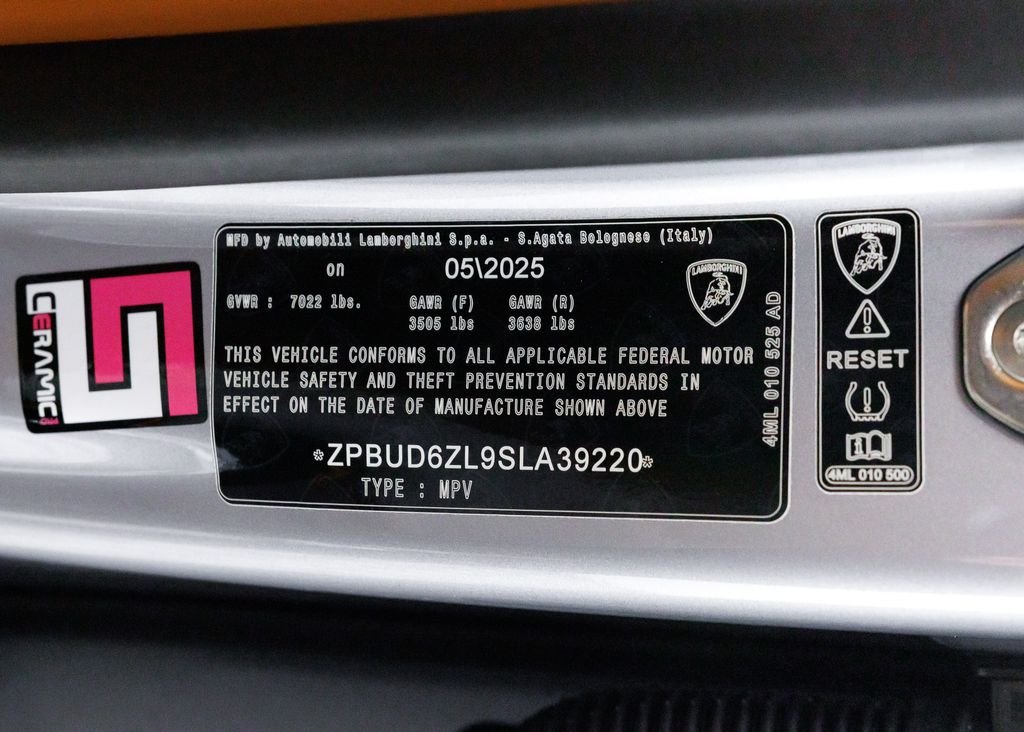 MFD by Automobili Lamborghini S.p.a. - S.Agata Bolognese (Italy)
on 05\2025
GVWR : 7022 lbs. GAWR (F) GAWR (R)
3505 lbs 3638 lbs
LAMBORGHINI
THIS VEHICLE CONFORMS TO ALL APPLICABLE FEDERAL MOTOR
VEHICLE SAFETY AND THEFT PREVENTION STANDARDS IN
EFFECT ON THE DATE OF MANUFACTURE SHOWN ABOVE
*ZPBUD6ZL9SLA39220*
TYPE : MPV
4ML 010 525 AD
LAMBORGHINI
RESET
4ML 010 500
CERAMIC
PRO